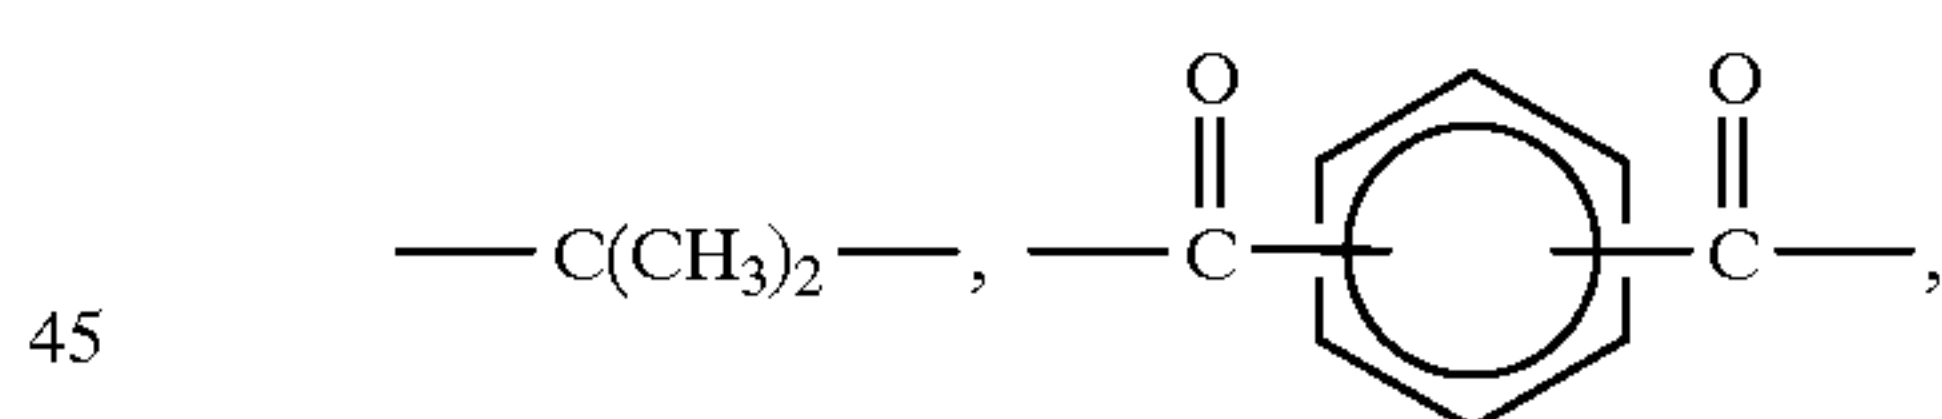 O O
—C(CH₃)₂—, —C— —C—,
45